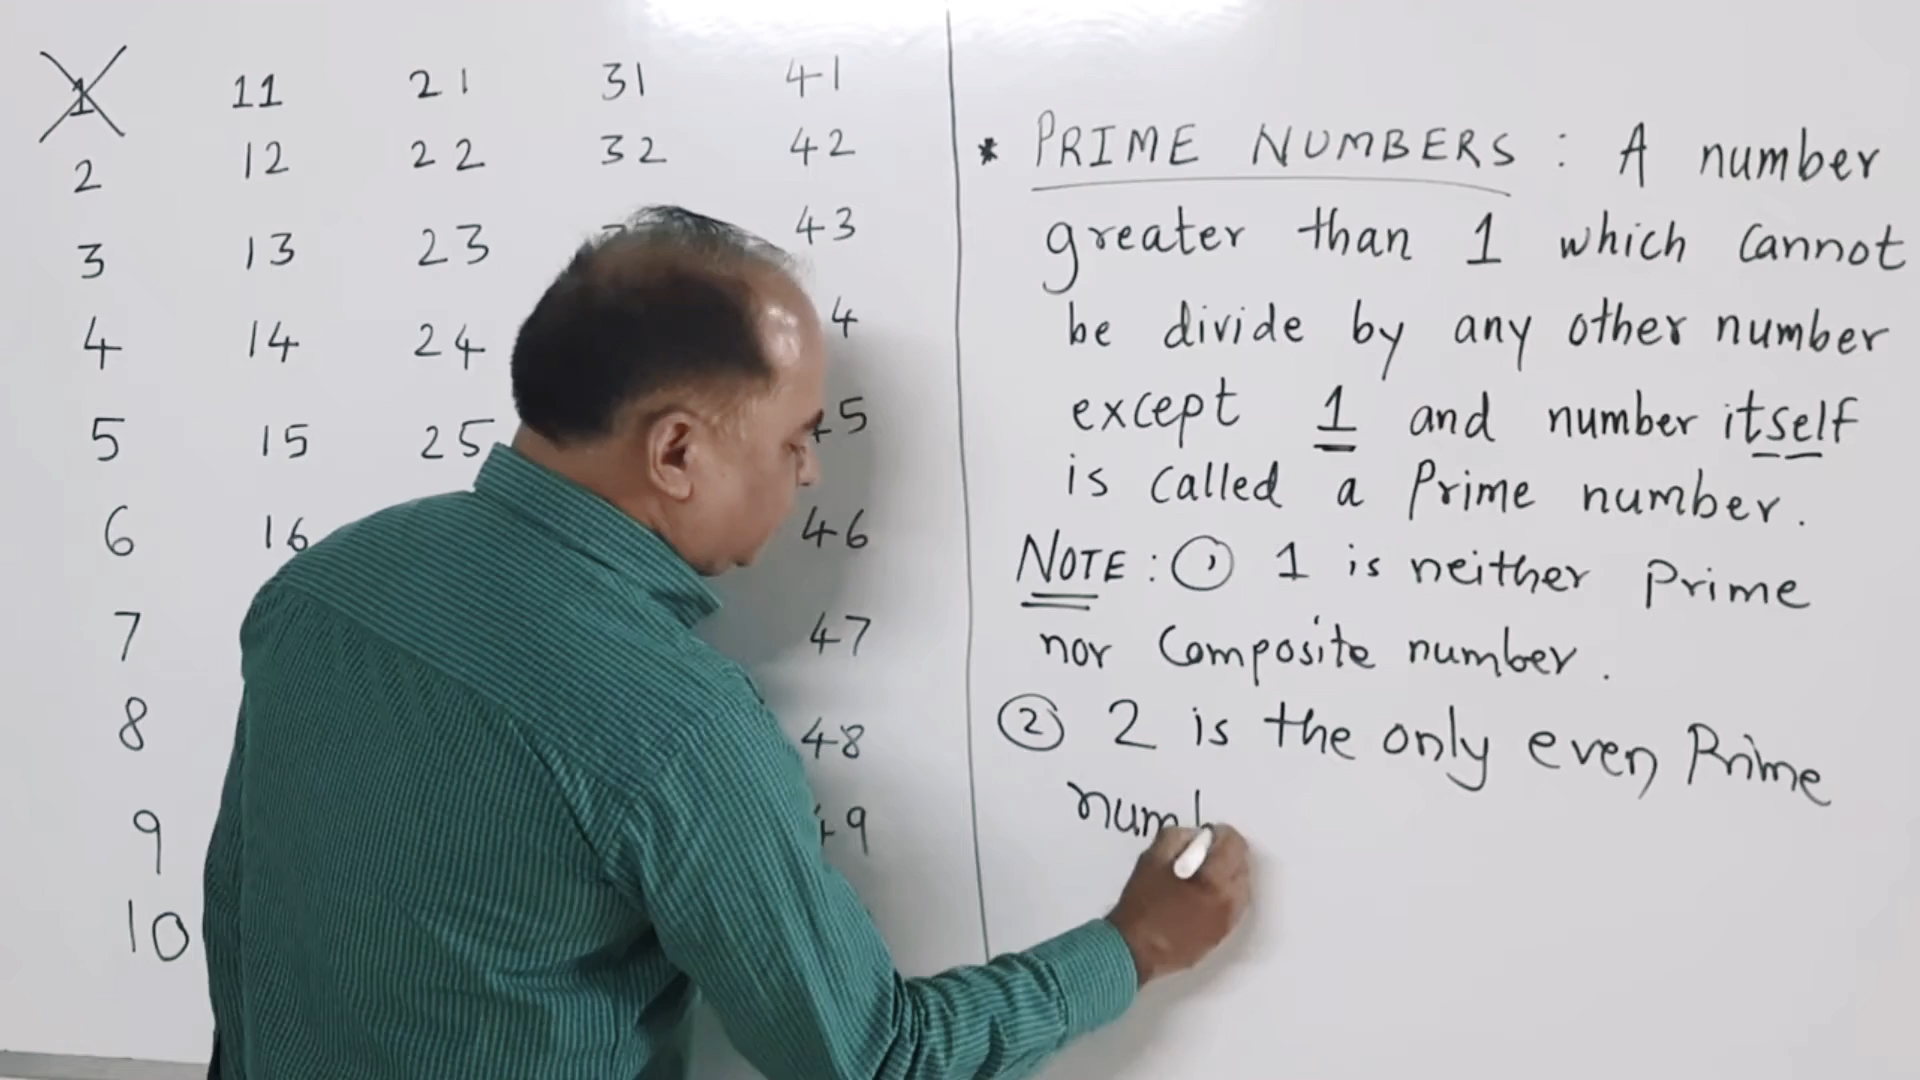 1 11 21 31 41
2 12 22 32 42
3 13 23 43
4 14 24 4
5 15 25 45
6 16 46
7 47
8 48
9 49
10
* PRIME NUMBERS : A number
greater than 1 which cannot
be divide by any other number
except 1 and number itself
is called a Prime number.
NOTE : ① 1 is neither Prime
nor Composite number.
② 2 is the only even Prime
numb